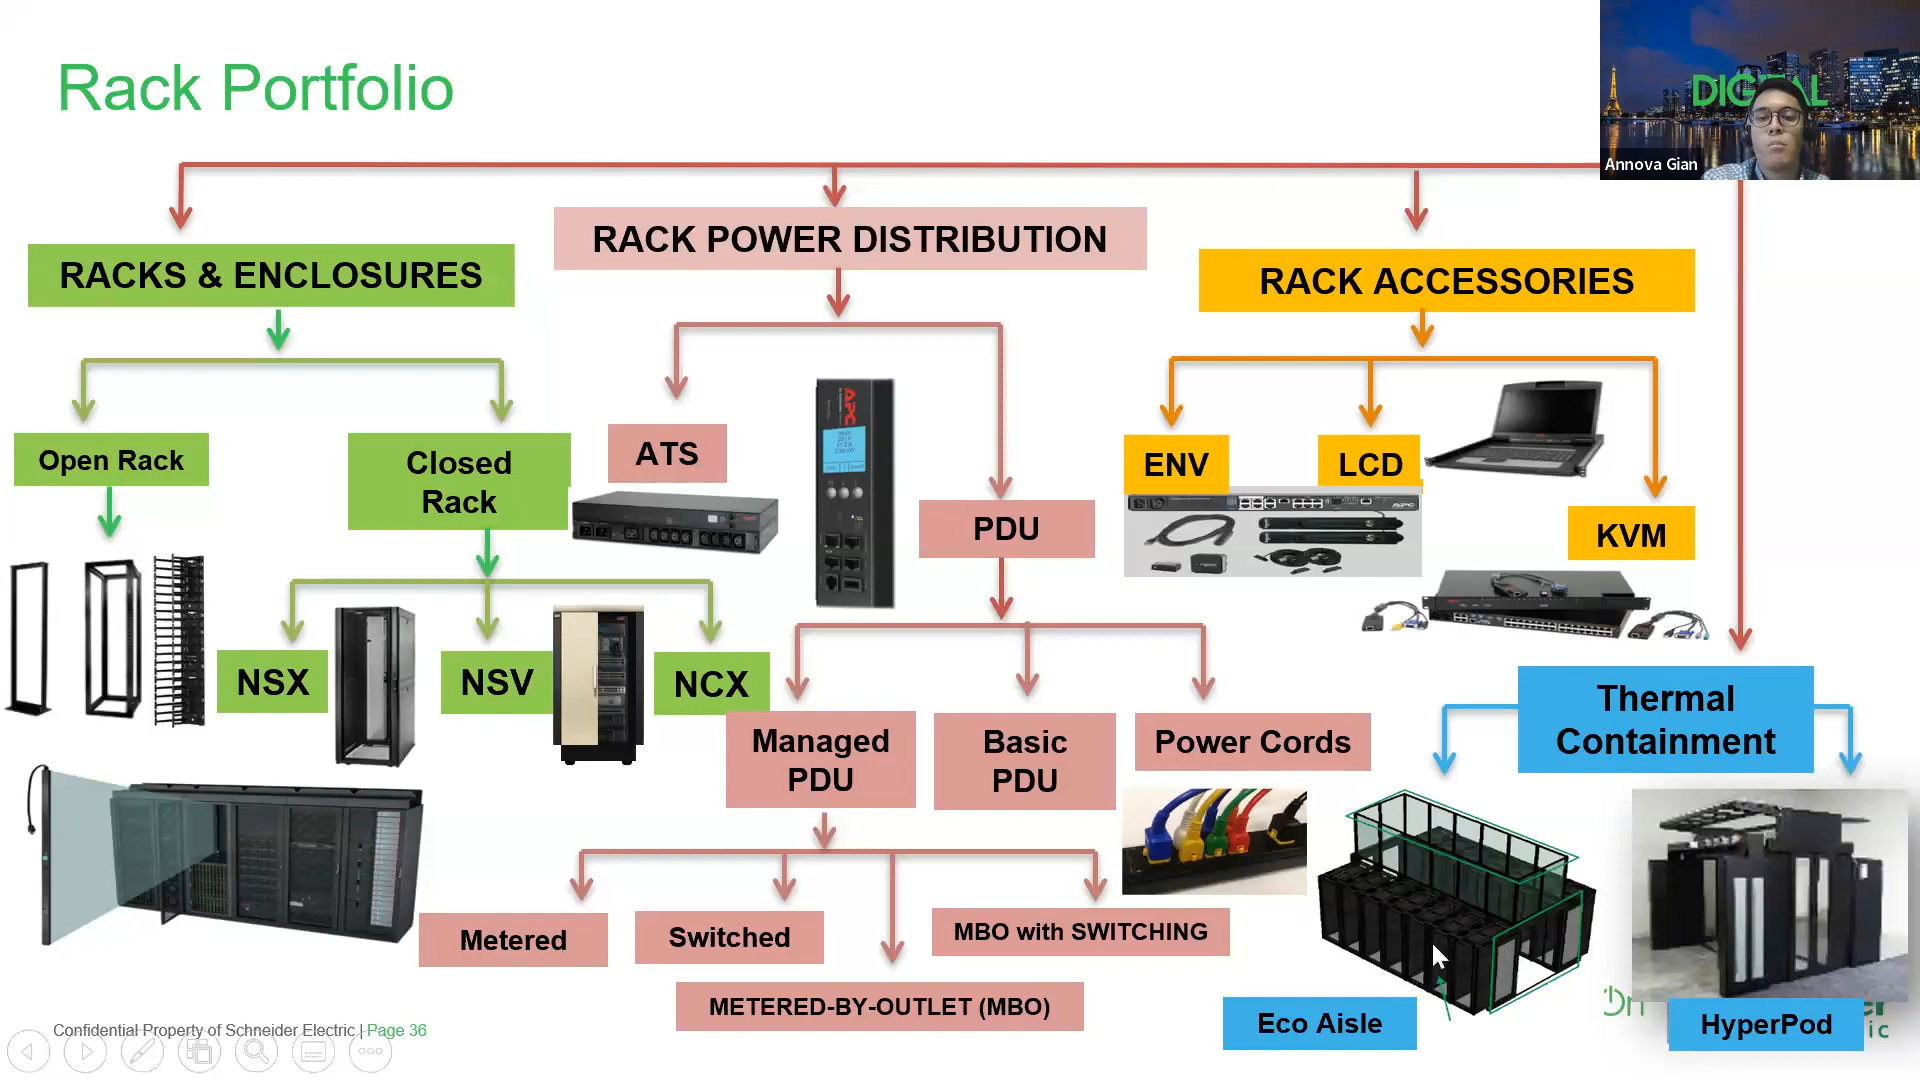 Rack Portfolio
DIGITAL
Annova Gian
RACK POWER DISTRIBUTION
RACKS & ENCLOSURES
RACK ACCESSORIES
Open Rack
Closed
Rack
ATS
APC
PDU
ENV
LCD
APC
KVM
NSX
NSV
NCX
Thermal
Containment
Managed
PDU
Basic
PDU
Power Cords
Metered
Switched
MBO with SWITCHING
METERED-BY-OUTLET (MBO)
Eco Aisle
HyperPod
Confidential Property of Schneider Electric | Page 36